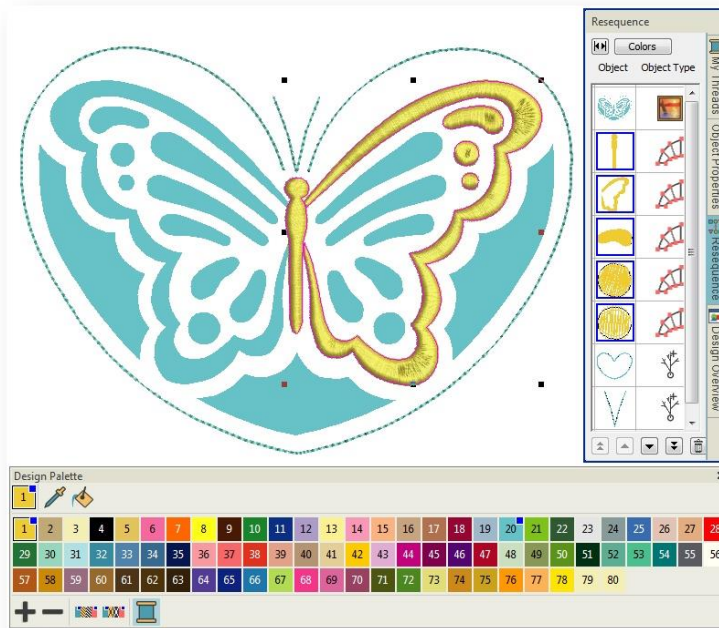 Resequence
Colors
Object Object Type
My Threads
Object Properties
Resequence
Design Overview
Design Palette
1
1 2 3 4 5 6 7 8 9 10 11 12 13 14 15 16 17 18 19 20 21 22 23 24 25 26 27 28
29 30 31 32 33 34 35 36 37 38 39 40 41 42 43 44 45 46 47 48 49 50 51 52 53 54 55 56
57 58 59 60 61 62 63 64 65 66 67 68 69 70 71 72 73 74 75 76 77 78 79 80